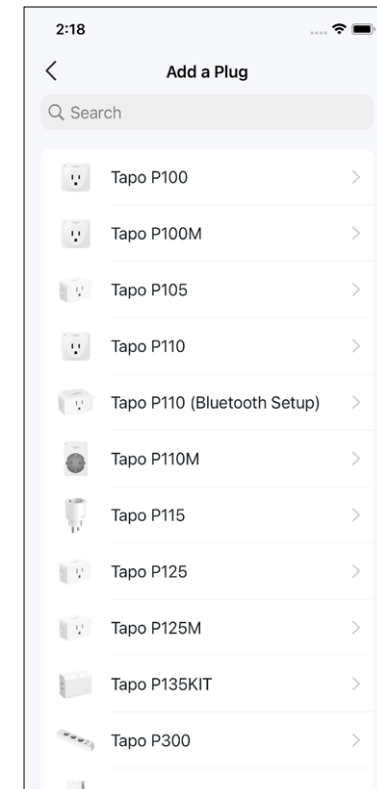 2:18
Add a Plug
Search
Tapo P100
Tapo P100M
Tapo P105
Tapo P110
Tapo P110 (Bluetooth Setup)
Tapo P110M
Tapo P115
Tapo P125
Tapo P125M
Tapo P135KIT
Tapo P300